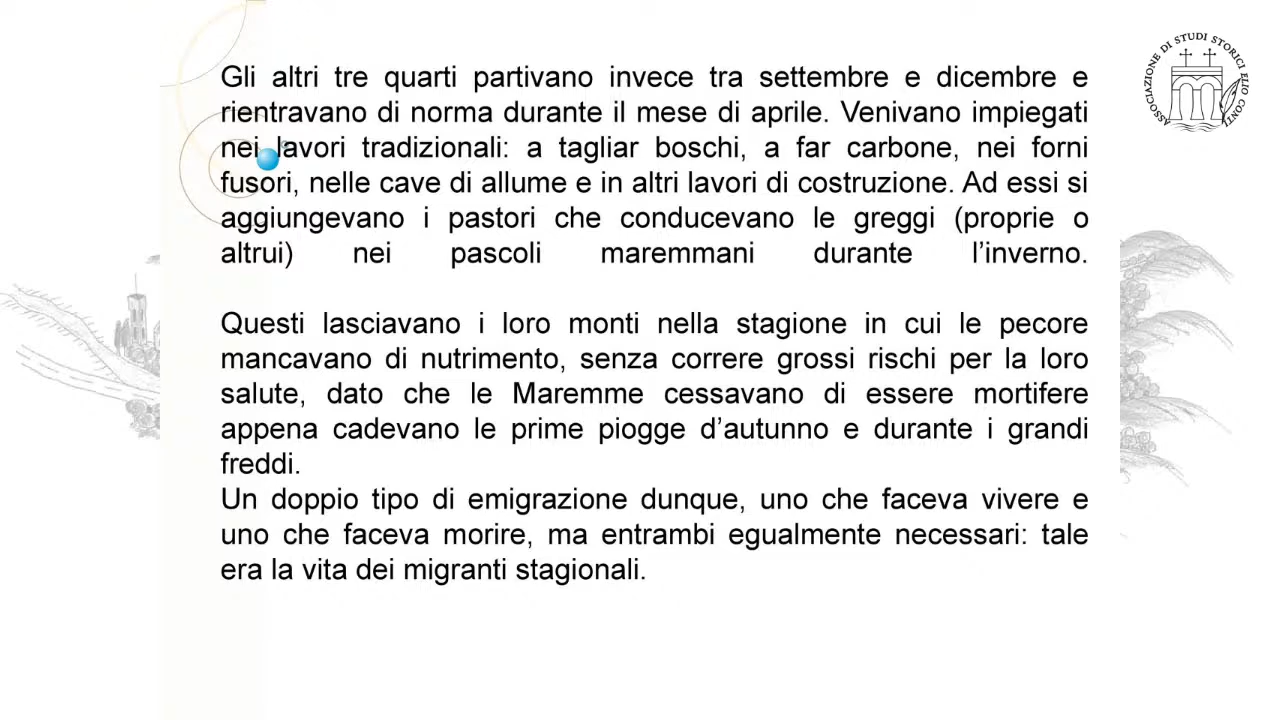 ASSOCIAZIONE DI STUDI STORICI ELIO CONTI
Gli altri tre quarti partivano invece tra settembre e dicembre e
rientravano di norma durante il mese di aprile. Venivano impiegati
nei lavori tradizionali: a tagliar boschi, a far carbone, nei forni
fusori, nelle cave di allume e in altri lavori di costruzione. Ad essi si
aggiungevano i pastori che conducevano le greggi (proprie o
altrui) nei pascoli maremmani durante l’inverno.
Questi lasciavano i loro monti nella stagione in cui le pecore
mancavano di nutrimento, senza correre grossi rischi per la loro
salute, dato che le Maremme cessavano di essere mortifere
appena cadevano le prime piogge d’autunno e durante i grandi
freddi.
Un doppio tipo di emigrazione dunque, uno che faceva vivere e
uno che faceva morire, ma entrambi egualmente necessari: tale
era la vita dei migranti stagionali.